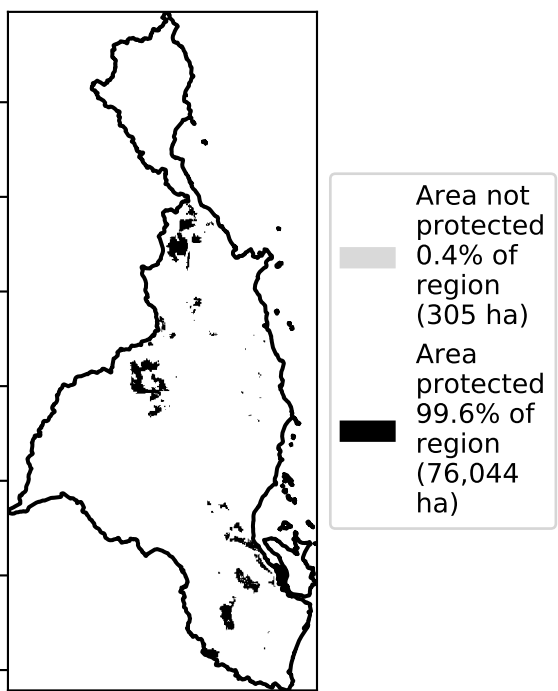 Area not
protected
0.4% of
region
(305 ha)
Area
protected
99.6% of
region
(76,044
ha)